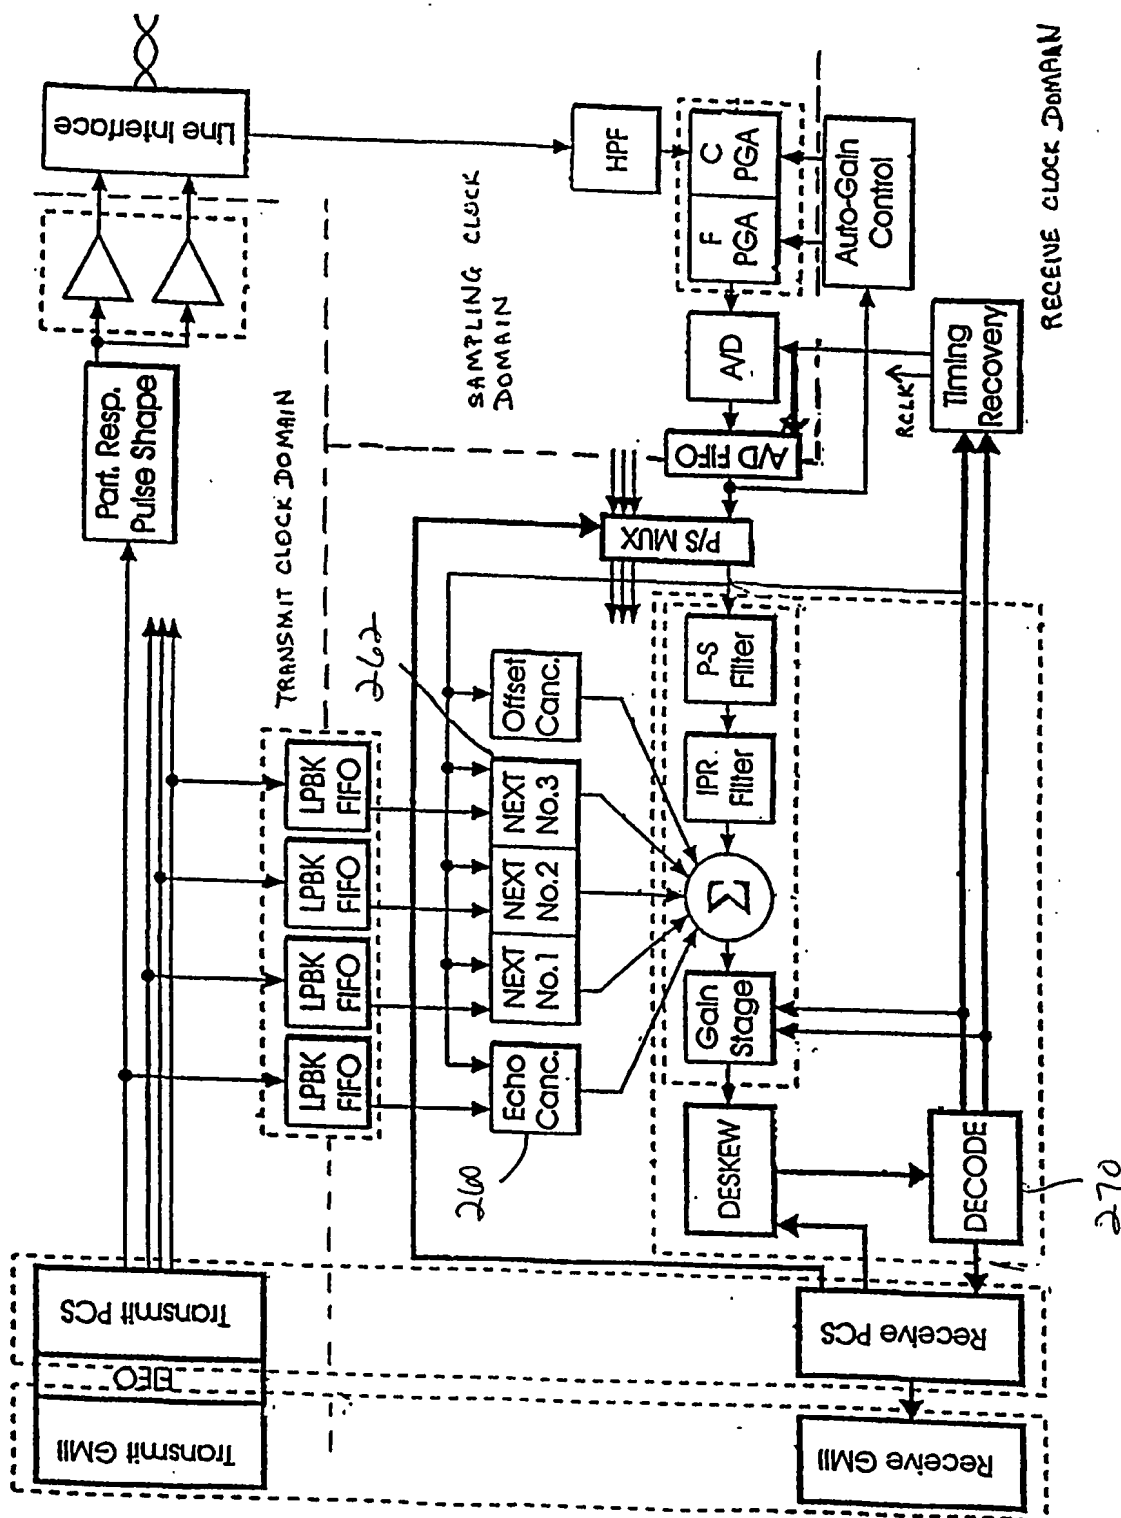 Transmit GMII
FIFO
Transmit PCS
Part. Resp.
Pulse Shape
Line Interface
TRANSMIT CLOCK DOMAIN
LPBK
FIFO
LPBK
FIFO
LPBK
FIFO
LPBK
FIFO
SAMPLING CLOCK
DOMAIN
260
Echo
Canc.
NEXT
No.1
NEXT
No.2
NEXT
No.3
262
Offset
Canc.
P/S MUX
HPF
A/D FIFO
A/D
F
PGA
C
PGA
DESKEW
Gain
Stage
Σ
IPR.
Filter
P-S
Filter
Auto-Gain
Control
Receive GMII
Receive PCS
DECODE
270
RCLK
Timing
Recovery
RECEIVE CLOCK DOMAIN